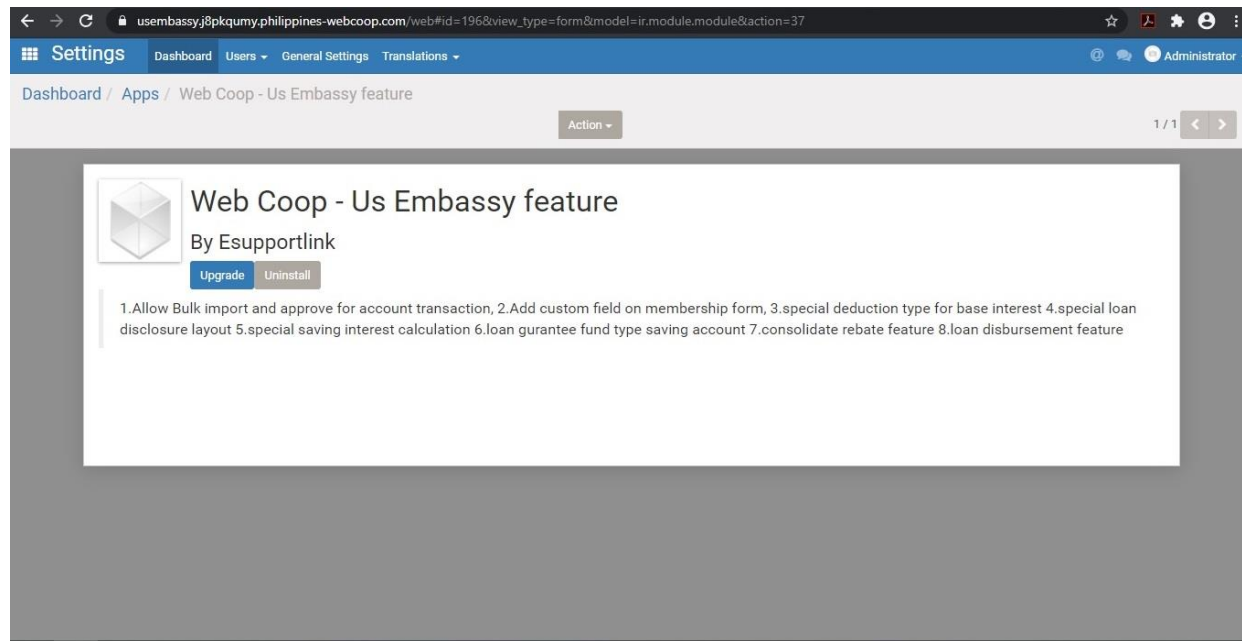 usembassy.j8pkqumy.philippines-webcoop.com/web#id=196&view_type=form&model=ir.module.module&action=37
Settings Dashboard Users General Settings Translations @ Administrator
Dashboard / Apps / Web Coop - Us Embassy feature
Action 1 / 1
Web Coop - Us Embassy feature
By Esupportlink
Upgrade Uninstall
1.Allow Bulk import and approve for account transaction, 2.Add custom field on membership form, 3.special deduction type for base interest 4.special loan
disclosure layout 5.special saving interest calculation 6.loan gurantee fund type saving account 7.consolidate rebate feature 8.loan disbursement feature